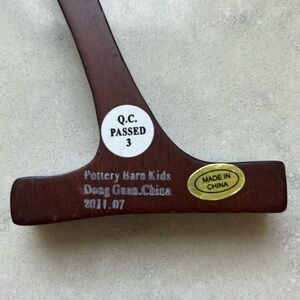 Q.C.
PASSED
3
Pottery Barn Kids
Dong Guan.China
2011.07
MADE IN
CHINA